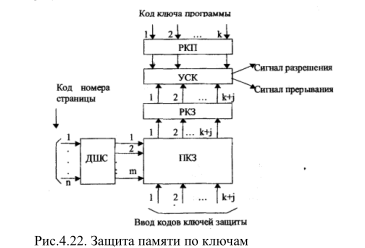 Код ключа программы
1 2 ... k
РКП
Код номера
страницы
УСК
Сигнал разрешения
Сигнал прерывания
1 2 ... k+j
РКЗ
1 2 ... k+j
1 1
2
ДШС
ПКЗ
n m
1 2 ... k+j
Ввод кодов ключей защиты
Рис.4.22. Защита памяти по ключам